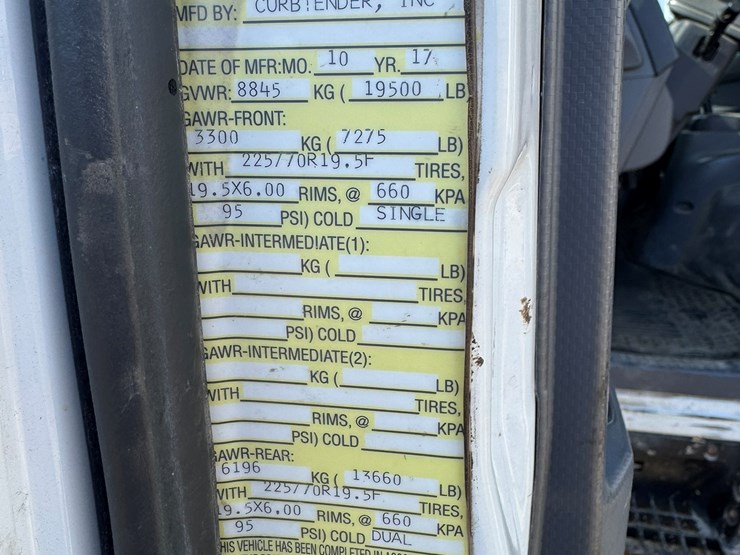 MFD BY: CURBTENDER, INC
DATE OF MFR:MO. 10 YR. 17
GVWR: 8845 KG ( 19500 LB
GAWR-FRONT:
3300 KG ( 7275 LB)
WITH 225/70R19.5F TIRES,
19.5X6.00 RIMS, @ 660 KPA
95 PSI) COLD SINGLE
GAWR-INTERMEDIATE(1):
KG ( LB)
WITH TIRES,
RIMS, @ KPA
PSI) COLD
GAWR-INTERMEDIATE(2):
KG ( LB)
WITH TIRES,
RIMS, @ KPA
PSI) COLD
GAWR-REAR:
6196 KG ( 13660 LB)
WITH 225/70R19.5F TIRES,
19.5X6.00 RIMS, @ 660 KPA
95 PSI) COLD DUAL
HIS VEHICLE HAS BEEN COMPLETED IN